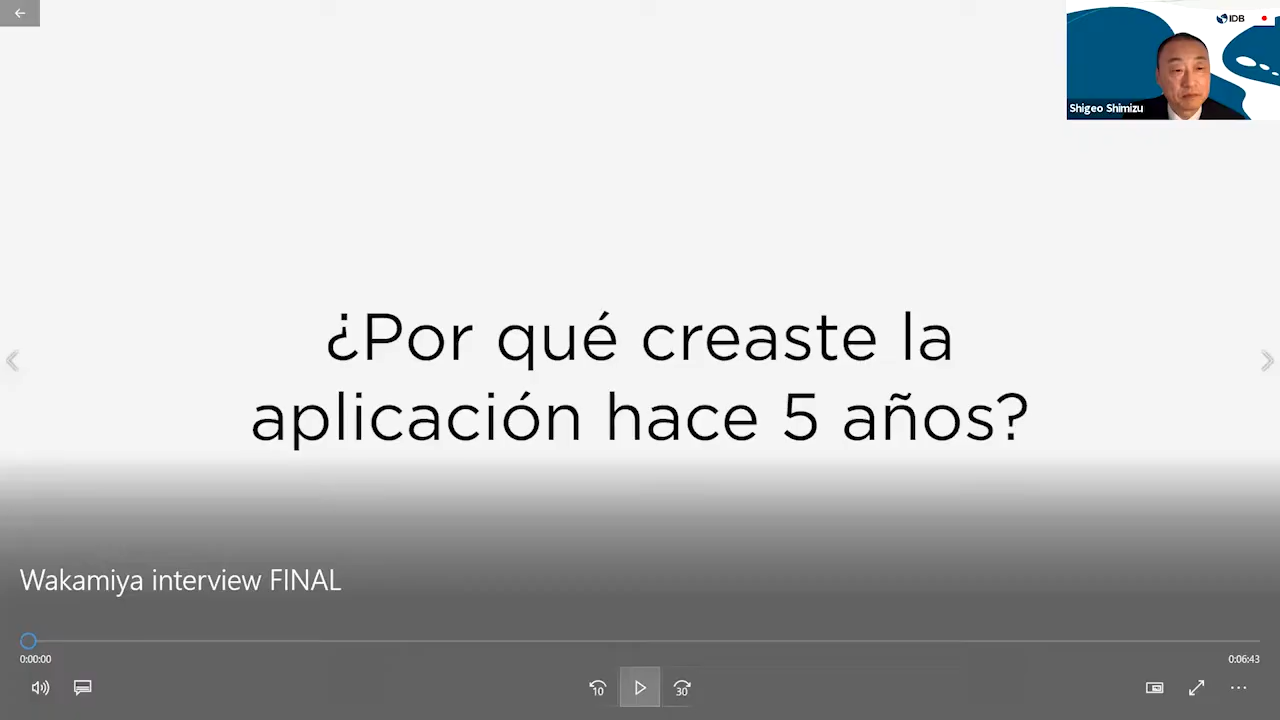 IDB
Shigeo Shimizu
¿Por qué creaste la
aplicación hace 5 años?
Wakamiya interview FINAL
0:00:00
0:06:43
10
30